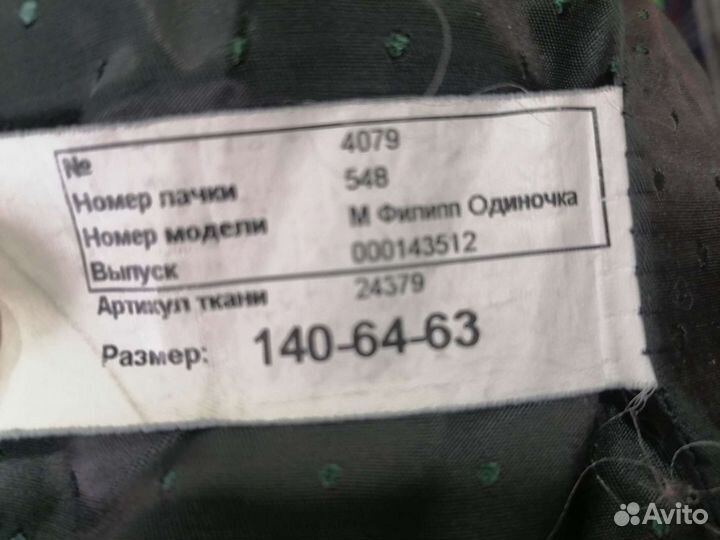 № 4079
Номер пачки 548
Номер модели М Филипп Одиночка
Выпуск 000143512
Артикул ткани 24379
Размер: 140-64-63
Avito